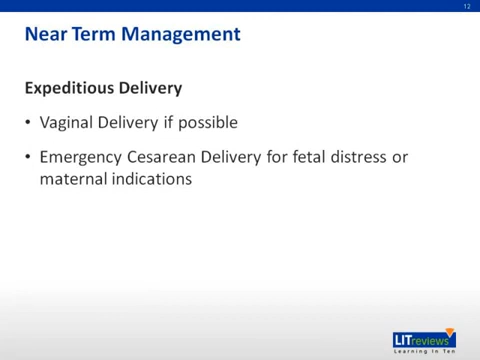 12
Near Term Management
Expeditious Delivery
• Vaginal Delivery if possible
• Emergency Cesarean Delivery for fetal distress or
maternal indications
LITreviews
Learning In Ten